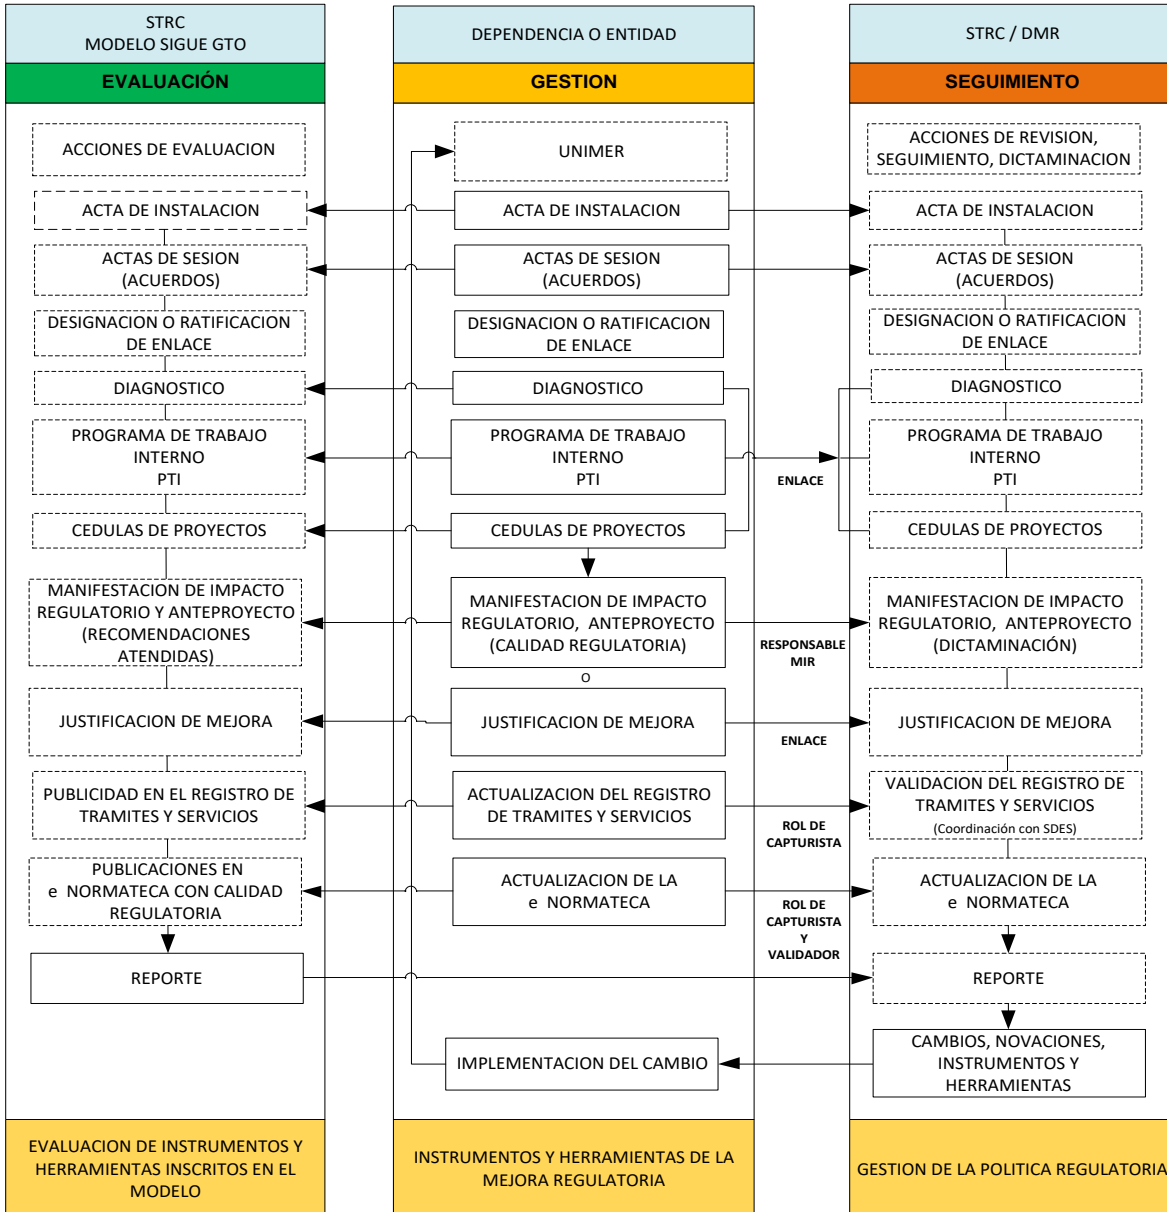 STRC
MODELO SIGUE GTO
EVALUACIÓN
ACCIONES DE EVALUACION
ACTA DE INSTALACION
ACTAS DE SESION
(ACUERDOS)
DESIGNACION O RATIFICACION
DE ENLACE
DIAGNOSTICO
PROGRAMA DE TRABAJO
INTERNO
PTI
CEDULAS DE PROYECTOS
MANIFESTACION DE IMPACTO
REGULATORIO Y ANTEPROYECTO
(RECOMENDACIONES
ATENDIDAS)
JUSTIFICACION DE MEJORA
PUBLICIDAD EN EL REGISTRO DE
TRAMITES Y SERVICIOS
PUBLICACIONES EN
e NORMATECA CON CALIDAD
REGULATORIA
REPORTE
EVALUACION DE INSTRUMENTOS Y
HERRAMIENTAS INSCRITOS EN EL
MODELO
DEPENDENCIA O ENTIDAD
GESTION
UNIMER
ACTA DE INSTALACION
ACTAS DE SESION
(ACUERDOS)
DESIGNACION O RATIFICACION
DE ENLACE
DIAGNOSTICO
PROGRAMA DE TRABAJO
INTERNO
PTI
CEDULAS DE PROYECTOS
MANIFESTACION DE IMPACTO
REGULATORIO, ANTEPROYECTO
(CALIDAD REGULATORIA)
O
JUSTIFICACION DE MEJORA
ACTUALIZACION DEL REGISTRO
DE TRAMITES Y SERVICIOS
ACTUALIZACION DE LA
e NORMATECA
IMPLEMENTACION DEL CAMBIO
INSTRUMENTOS Y HERRAMIENTAS DE LA
MEJORA REGULATORIA
ENLACE
RESPONSABLE
MIR
ENLACE
ROL DE
CAPTURISTA
ROL DE
CAPTURISTA
Y
VALIDADOR
STRC / DMR
SEGUIMIENTO
ACCIONES DE REVISION,
SEGUIMIENTO, DICTAMINACION
ACTA DE INSTALACION
ACTAS DE SESION
(ACUERDOS)
DESIGNACION O RATIFICACION
DE ENLACE
DIAGNOSTICO
PROGRAMA DE TRABAJO
INTERNO
PTI
CEDULAS DE PROYECTOS
MANIFESTACION DE IMPACTO
REGULATORIO, ANTEPROYECTO
(DICTAMINACIÓN)
JUSTIFICACION DE MEJORA
VALIDACION DEL REGISTRO DE
TRAMITES Y SERVICIOS
(Coordinación con SDES)
ACTUALIZACION DE LA
e NORMATECA
REPORTE
CAMBIOS, NOVACIONES,
INSTRUMENTOS Y
HERRAMIENTAS
GESTION DE LA POLITICA REGULATORIA